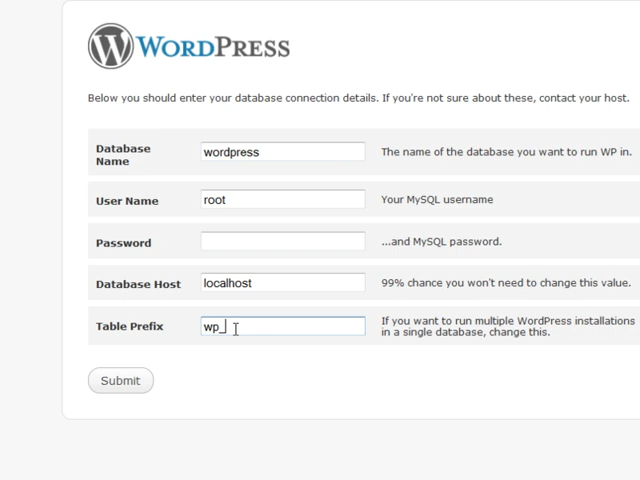 WORDPRESS
Below you should enter your database connection details. If you're not sure about these, contact your host.
Database Name
wordpress
The name of the database you want to run WP in.
User Name
root
Your MySQL username
Password
...and MySQL password.
Database Host
localhost
99% chance you won't need to change this value.
Table Prefix
wp_
If you want to run multiple WordPress installations
in a single database, change this.
Submit